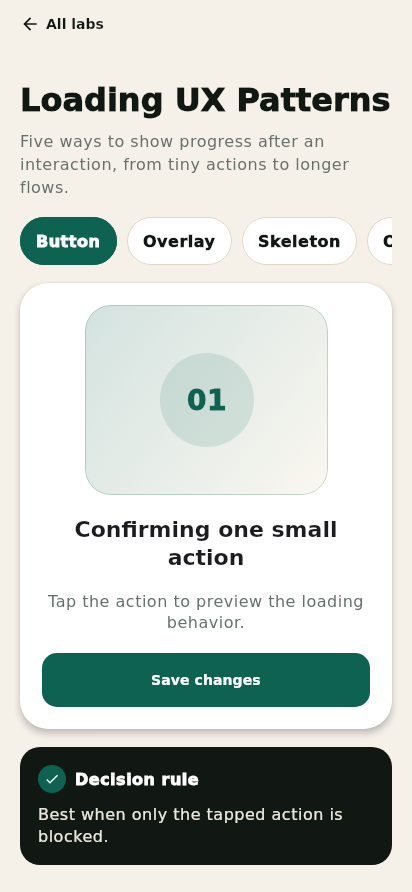 All labs
Loading UX Patterns
Five ways to show progress after an
interaction, from tiny actions to longer
flows.
Button
Overlay
Skeleton
01
Confirming one small
action
Tap the action to preview the loading
behavior.
Save changes
Decision rule
Best when only the tapped action is
blocked.